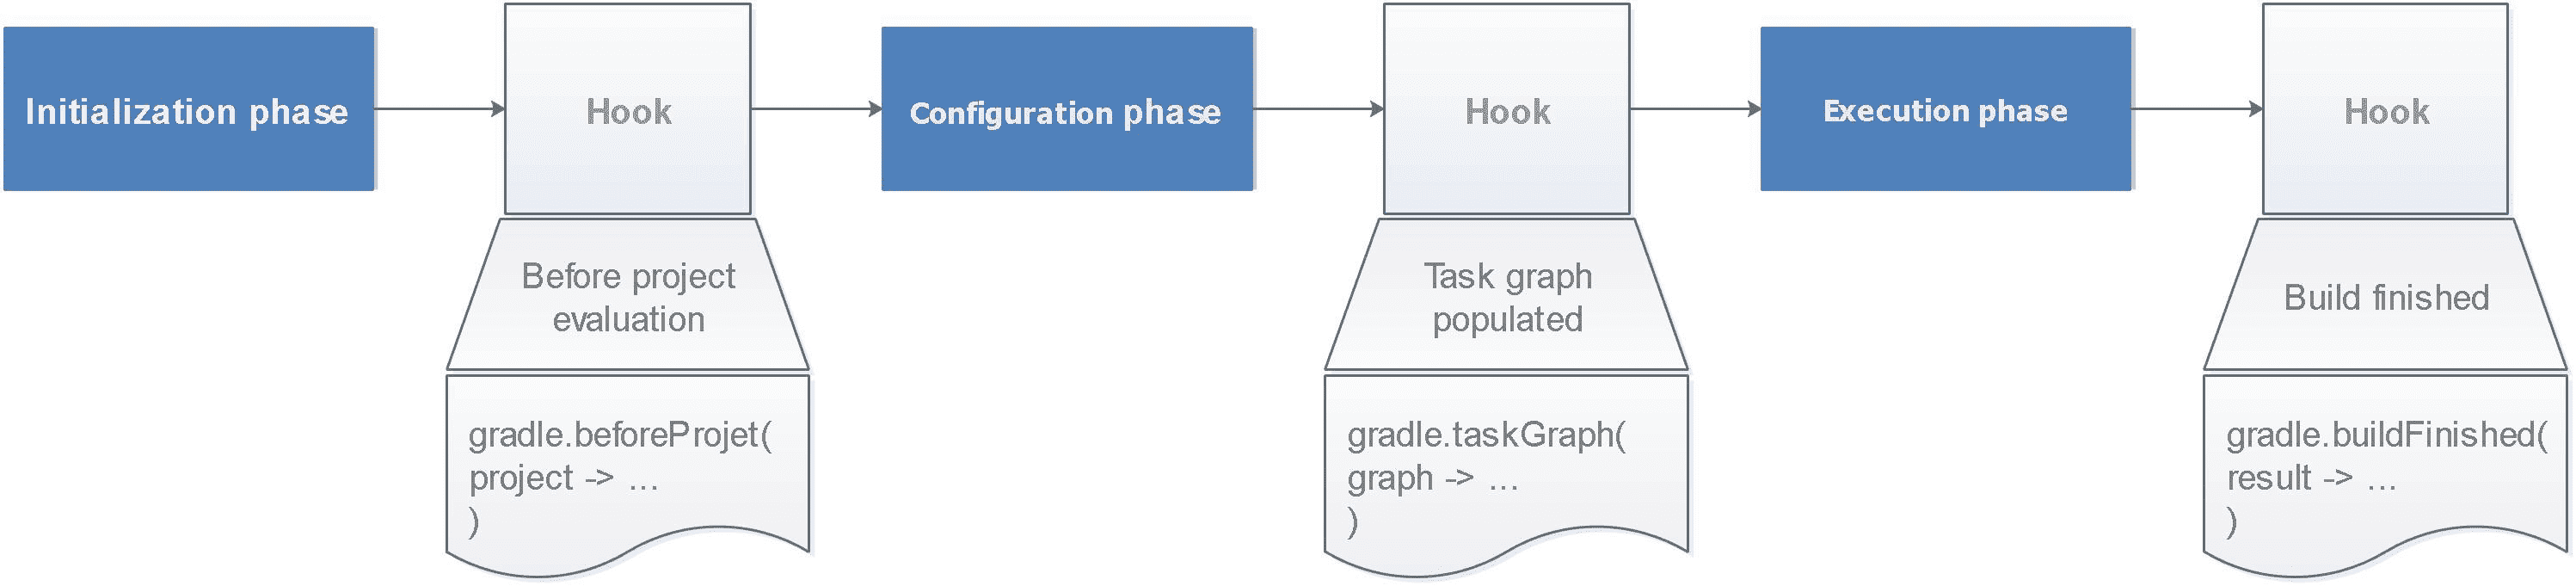 Initialization phase
Hook
Configuration phase
Hook
Execution phase
Hook
Before project
evaluation
Task graph
populated
Build finished
gradle.beforeProjet(
project -> ...
)
gradle.taskGraph(
graph -> ...
)
gradle.buildFinished(
result -> ...
)